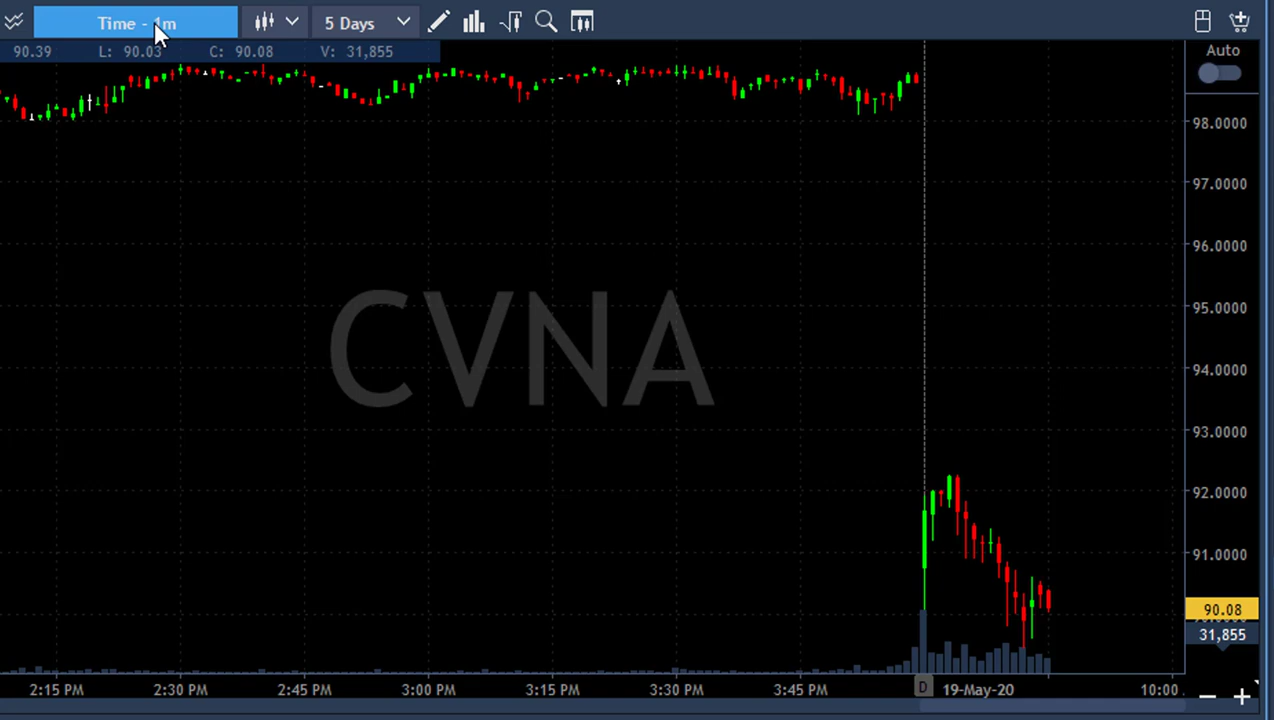 Time - 1m
5 Days
90.39 L: 90.03 C: 90.08 V: 31,855
Auto
98.0000
97.0000
96.0000
95.0000
CVNA
94.0000
93.0000
92.0000
91.0000
90.08
31,855
2:15 PM 2:30 PM 2:45 PM 3:00 PM 3:15 PM 3:30 PM 3:45 PM D 19-May-20 10:00